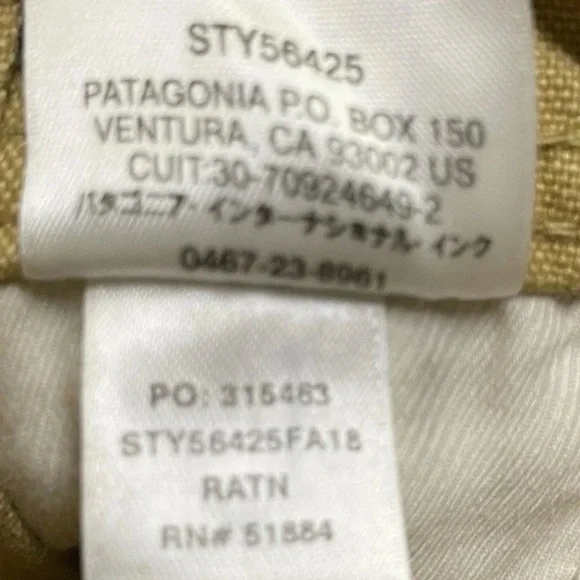 STY56425
PATAGONIA P.O. BOX 150
VENTURA, CA 93002 US
CUIT:30-70924649-2
パタゴニア・インターナショナル・インク
0467-23-8961
PO: 315463
STY56425FA18
RATN
RN# 51884